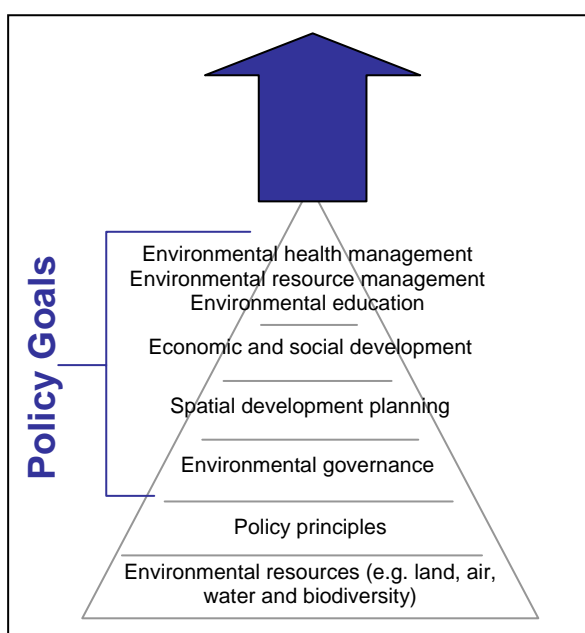 Policy Goals
Environmental health management
Environmental resource management
Environmental education
Economic and social development
Spatial development planning
Environmental governance
Policy principles
Environmental resources (e.g. land, air,
water and biodiversity)